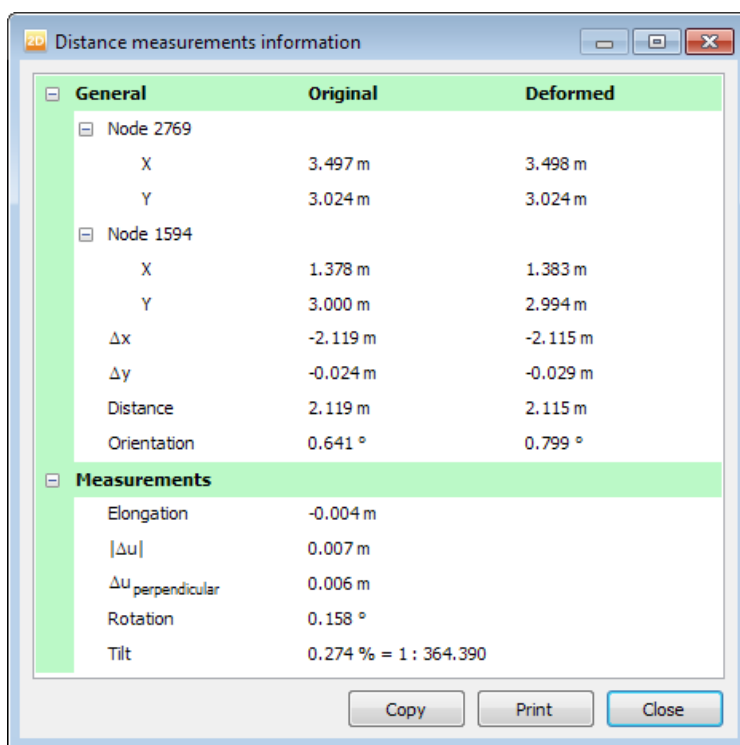 2D Distance measurements information
General Original Deformed
Node 2769
X 3.497 m 3.498 m
Y 3.024 m 3.024 m
Node 1594
X 1.378 m 1.383 m
Y 3.000 m 2.994 m
Δx -2.119 m -2.115 m
Δy -0.024 m -0.029 m
Distance 2.119 m 2.115 m
Orientation 0.641 ° 0.799 °
Measurements
Elongation -0.004 m
|Δu| 0.007 m
Δu perpendicular 0.006 m
Rotation 0.158 °
Tilt 0.274 % = 1 : 364.390
Copy Print Close